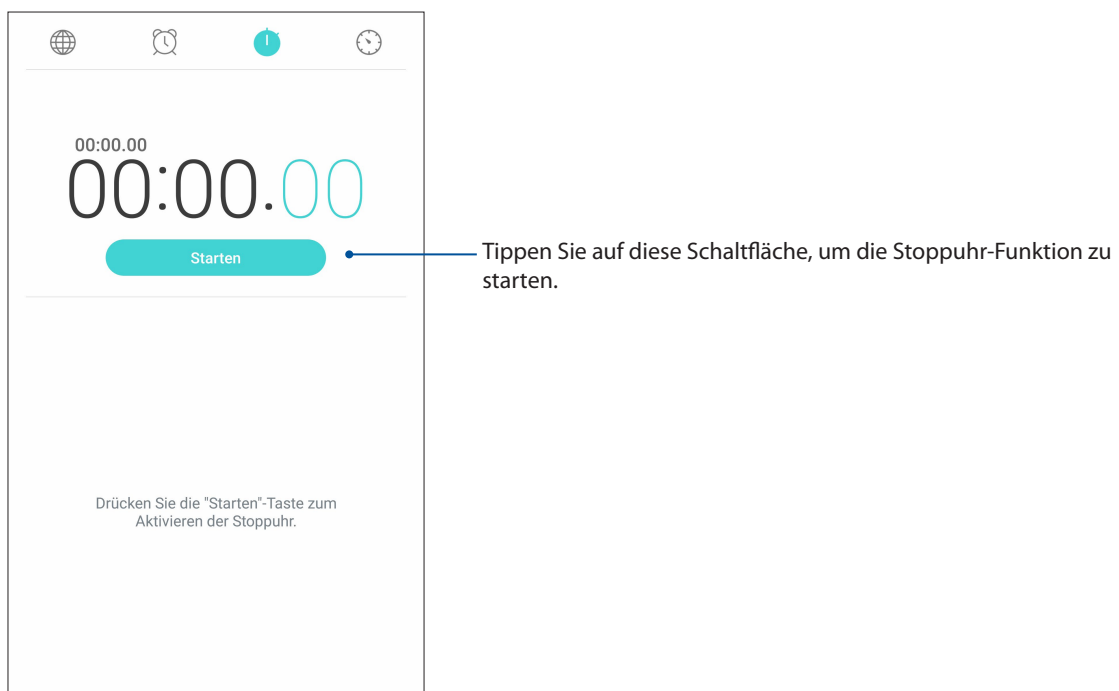 00:00.00
00:00.00
Starten
Tippen Sie auf diese Schaltfläche, um die Stoppuhr-Funktion zu
starten.
Drücken Sie die "Starten"-Taste zum
Aktivieren der Stoppuhr.